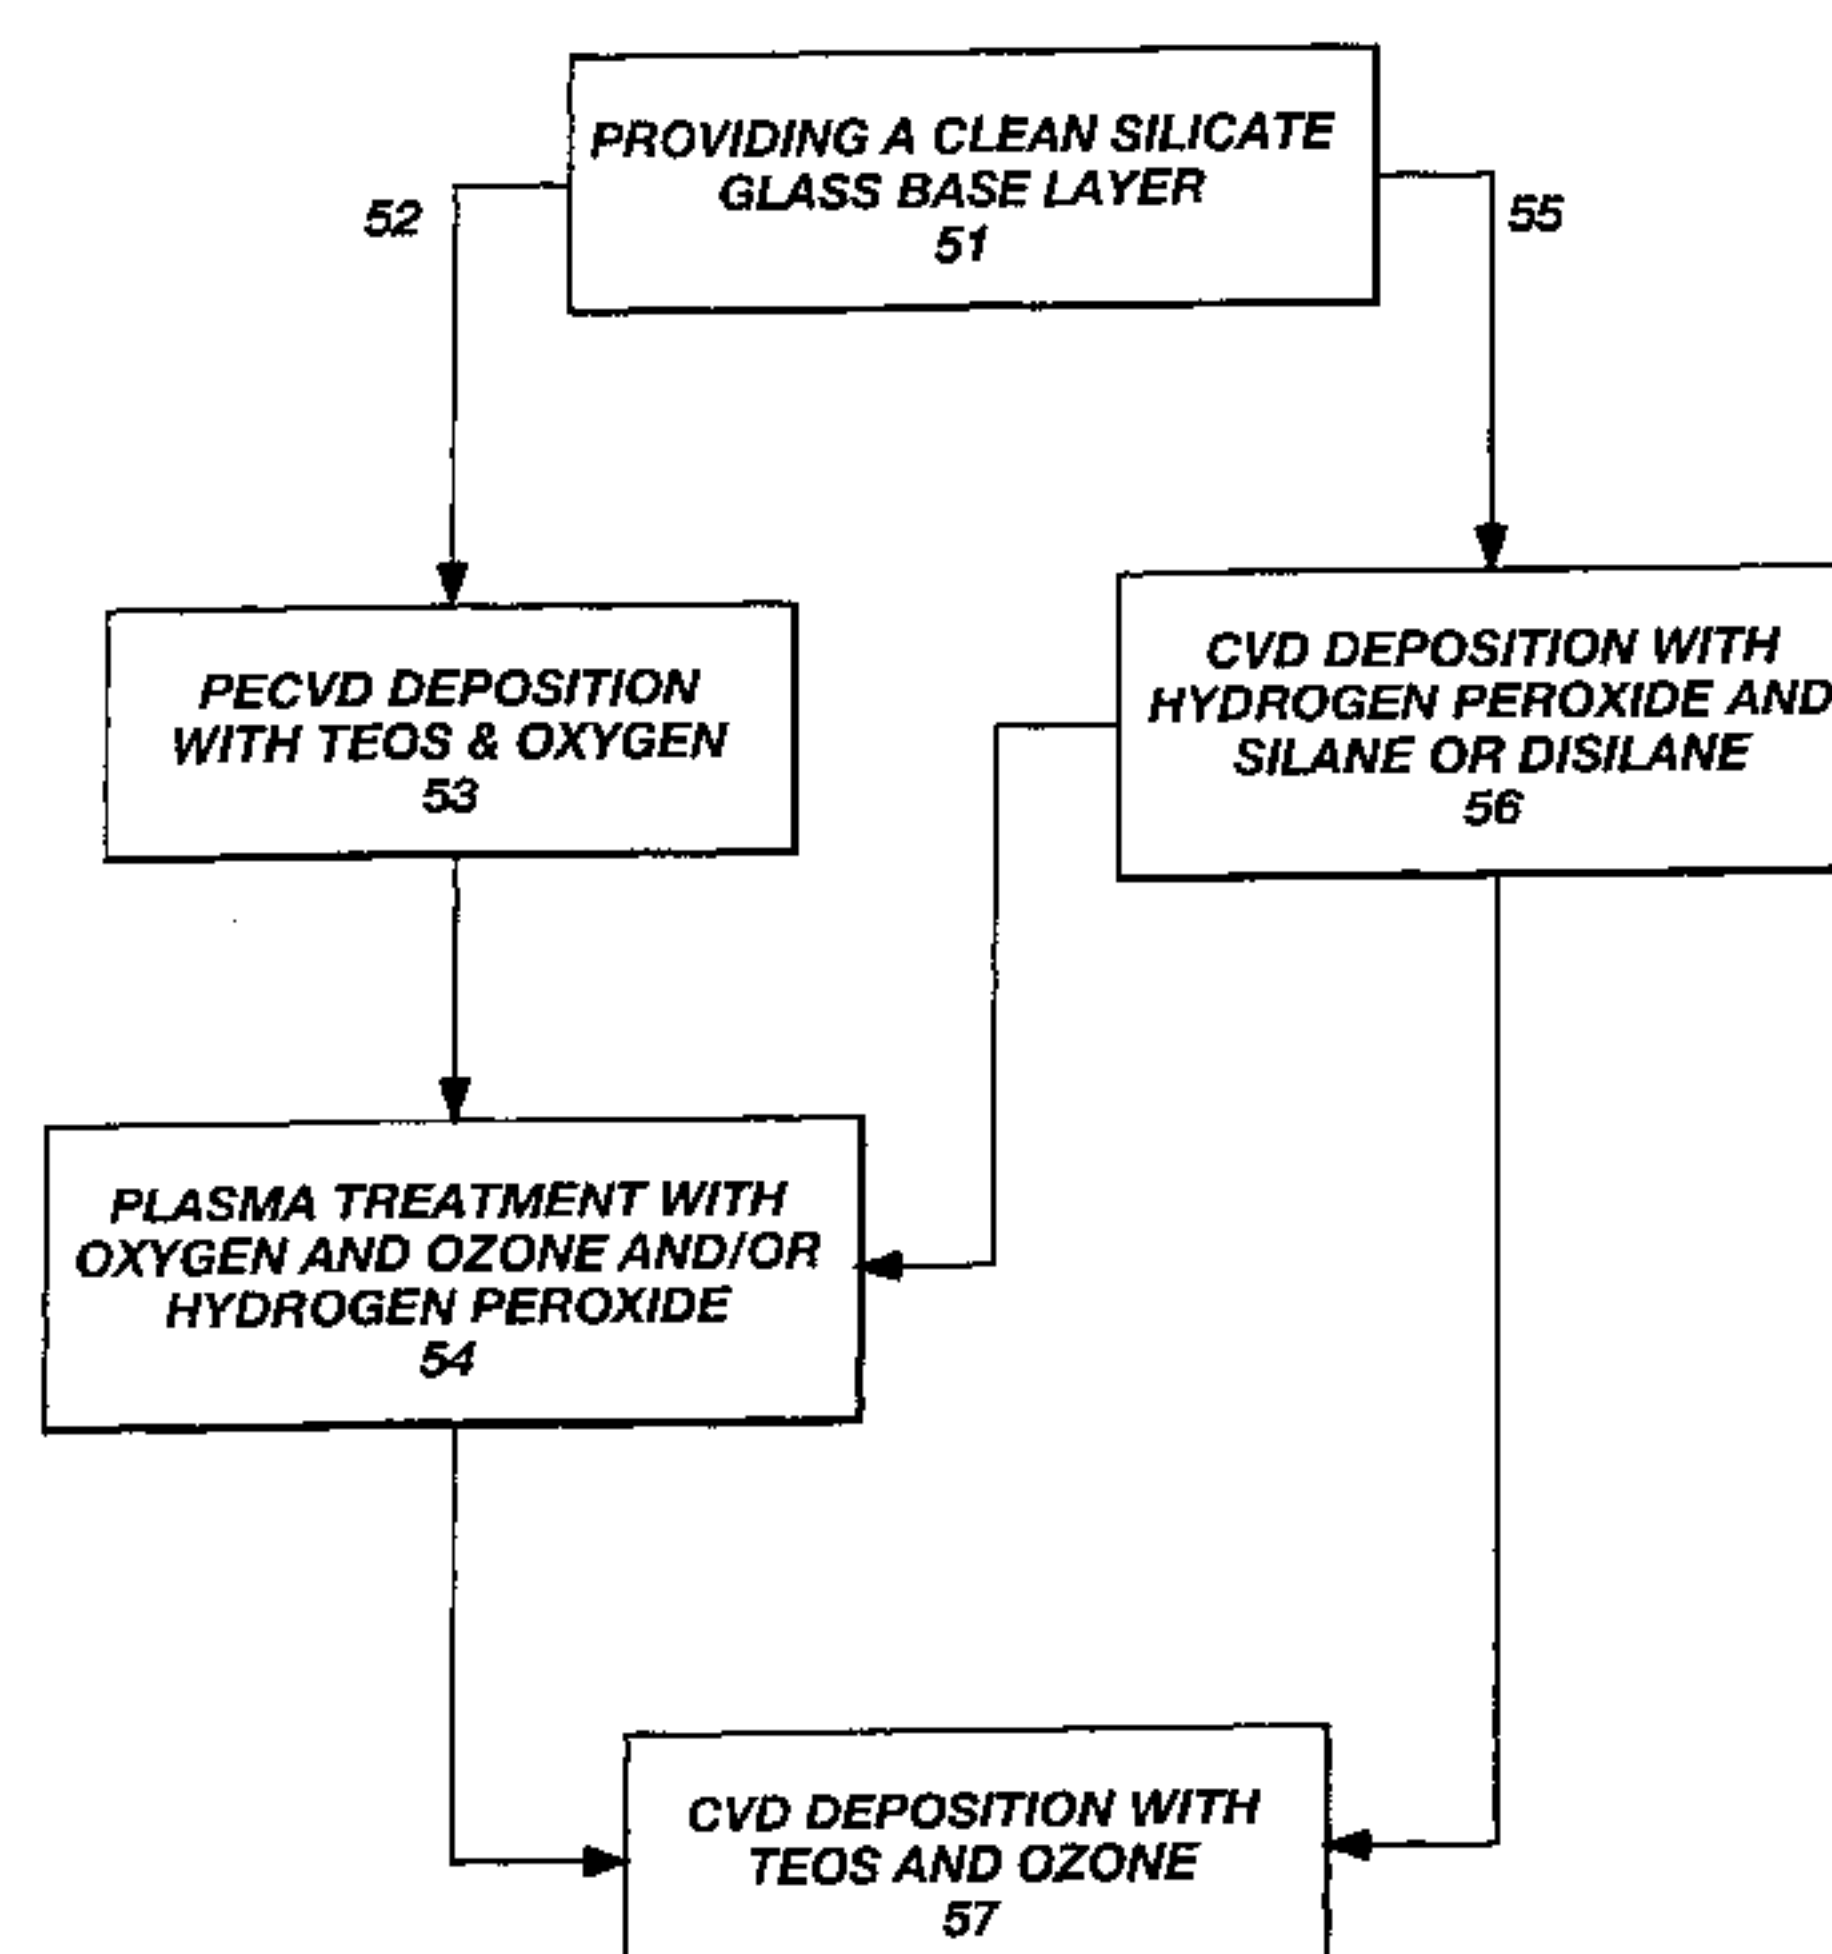 PROVIDING A CLEAN SILICATE
GLASS BASE LAYER
51
52
55
PECVD DEPOSITION
WITH TEOS & OXYGEN
53
CVD DEPOSITION WITH
HYDROGEN PEROXIDE AND
SILANE OR DISILANE
56
PLASMA TREATMENT WITH
OXYGEN AND OZONE AND/OR
HYDROGEN PEROXIDE
54
CVD DEPOSITION WITH
TEOS AND OZONE
57